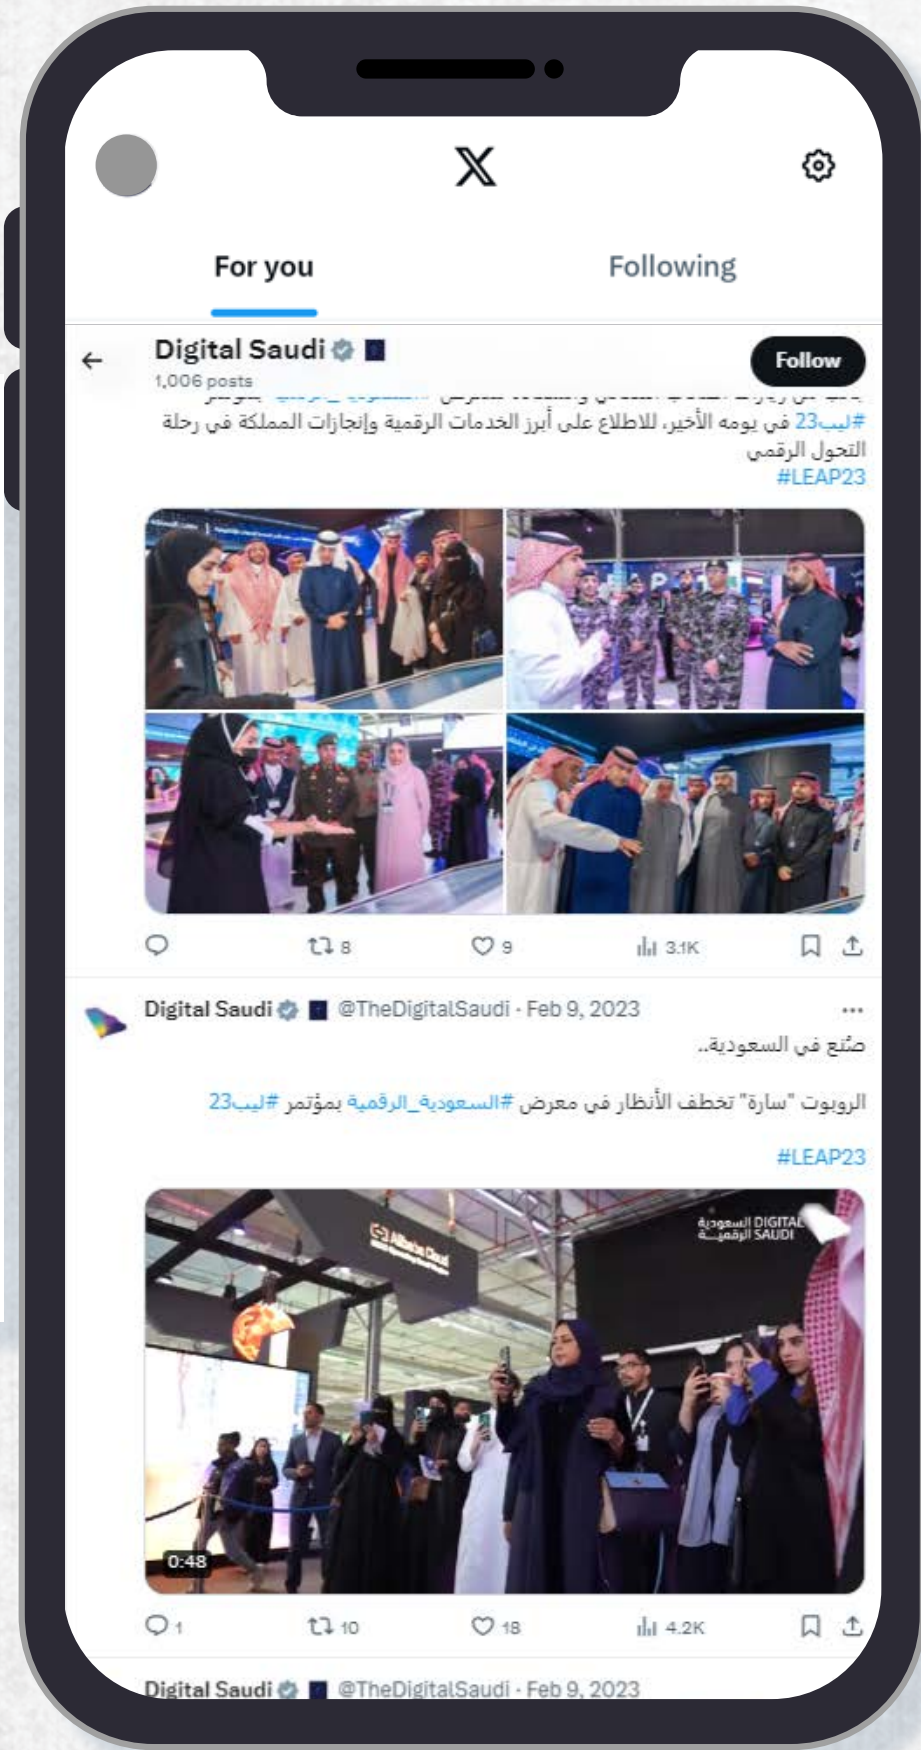 For you
Following
Digital Saudi
Follow
1,006 posts
#ليب23 في يومه الأخير، للاطلاع على أبرز الخدمات الرقمية وإنجازات المملكة في رحلة
التحول الرقمي
#LEAP23
8
9
3.1K
Digital Saudi @TheDigitalSaudi · Feb 9, 2023
صُنع في السعودية..
الروبوت "سارة" تخطف الأنظار في معرض #السعودية_الرقمية بمؤتمر #ليب23
#LEAP23
السعودية DIGITAL
الرقميـــة SAUDI
Alibaba Cloud
0:48
1
10
18
4.2K
Digital Saudi @TheDigitalSaudi · Feb 9, 2023